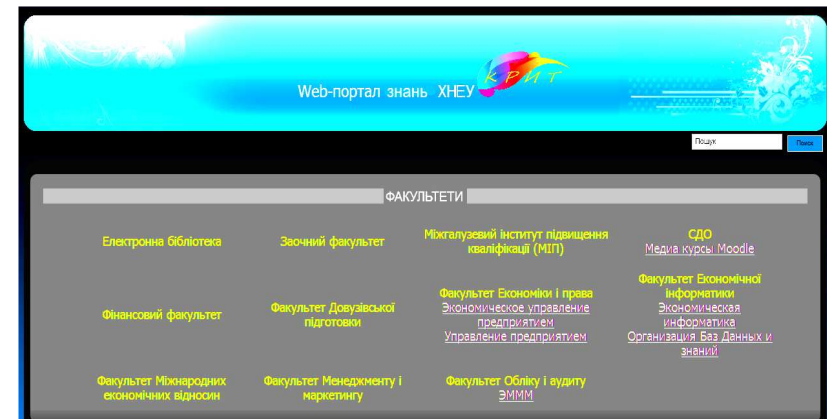 Web-портал знань ХНЕУ
КРИТ
Пошук
Поиск
ФАКУЛЬТЕТИ
Електронна бібліотека
Заочний факультет
Міжгалузевий інститут підвищення
кваліфікації (МІП)
СДО
Медиа курсы Moodle
Фінансовий факультет
Факультет Довузівської
підготовки
Факультет Економіки і права
Экономическое управление
предприятием
Управление предприятием
Факультет Економічної
інформатики
Экономическая
информатика
Организация Баз Данных и
знаний
Факультет Міжнародних
економічних відносин
Факультет Менеджменту і
маркетингу
Факультет Обліку і аудиту
ЭМММ